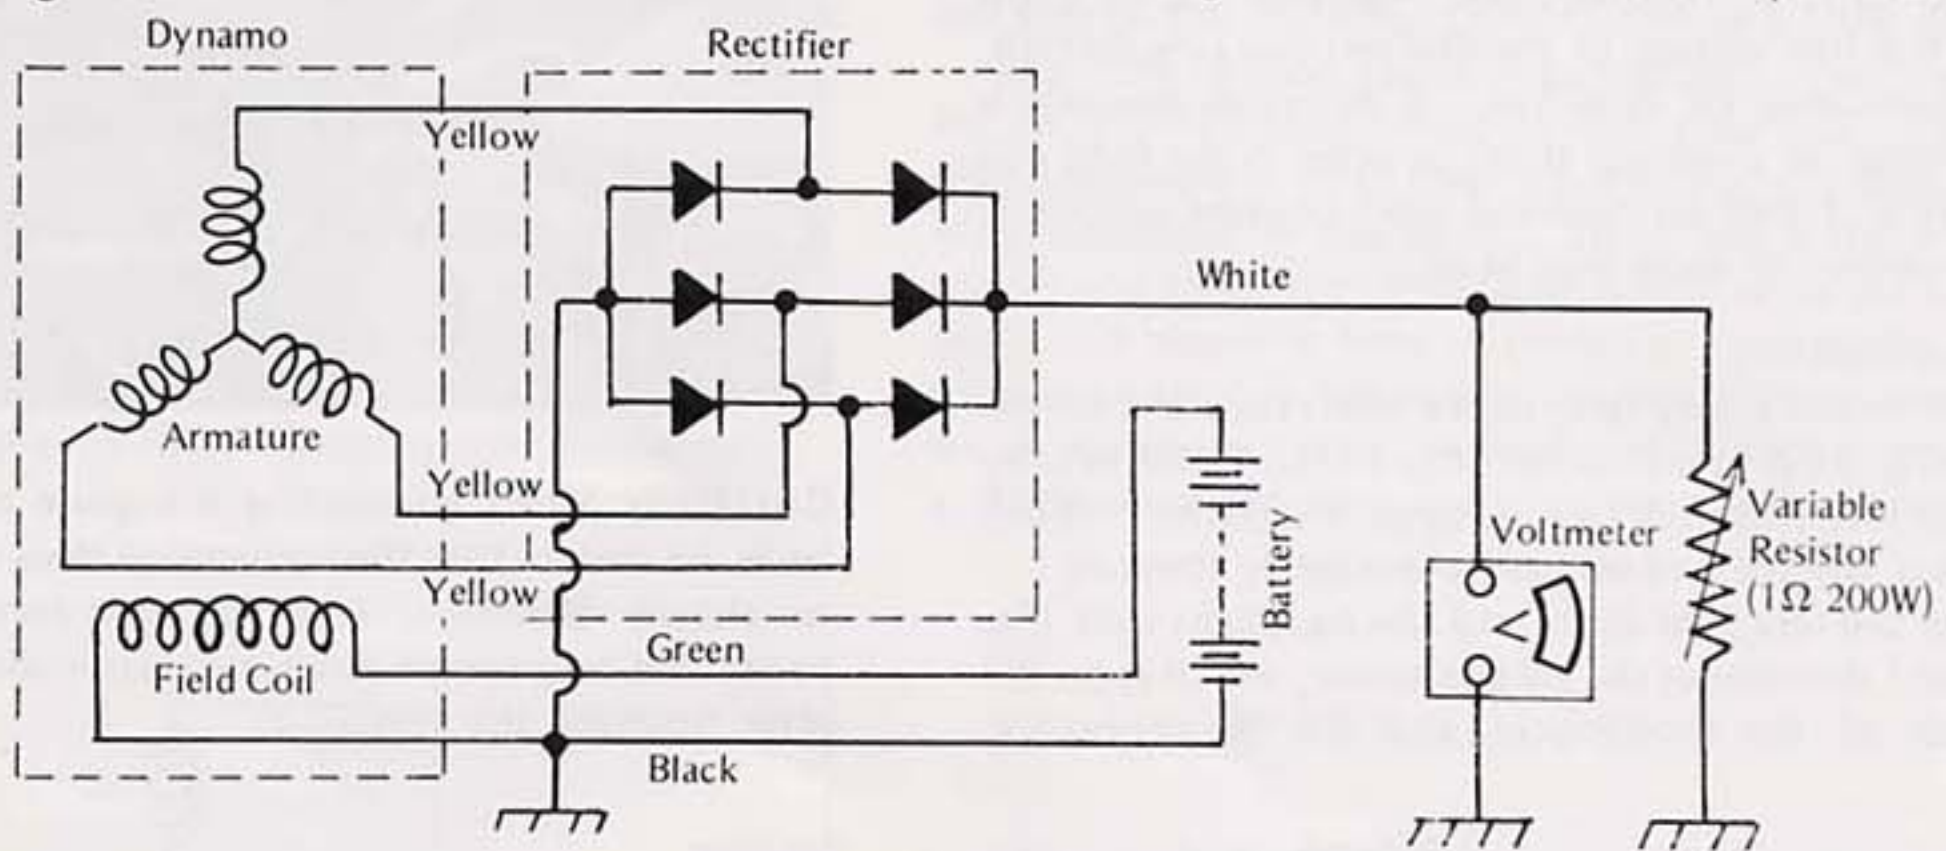 Dynamo
Rectifier
Yellow
White
Armature
Yellow
Yellow
Field Coil
Green
Black
Battery
Voltmeter
V
Variable
Resistor
(1Ω 200W)